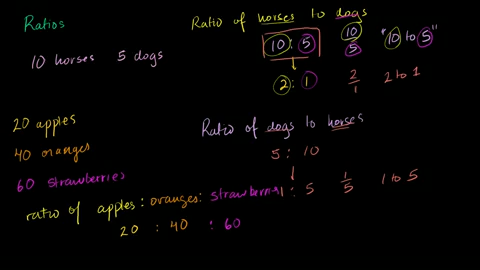 Ratios
10 horses 5 dogs
Ratio of horses to dogs
10 : 5 10/5 "10 to 5"
2 : 1 2/1 2 to 1
Ratio of dogs to horses
5 : 10
1 : 5 1/5 1 to 5
20 apples
40 oranges
60 strawberries
ratio of apples : oranges : strawberries
20 : 40 : 60